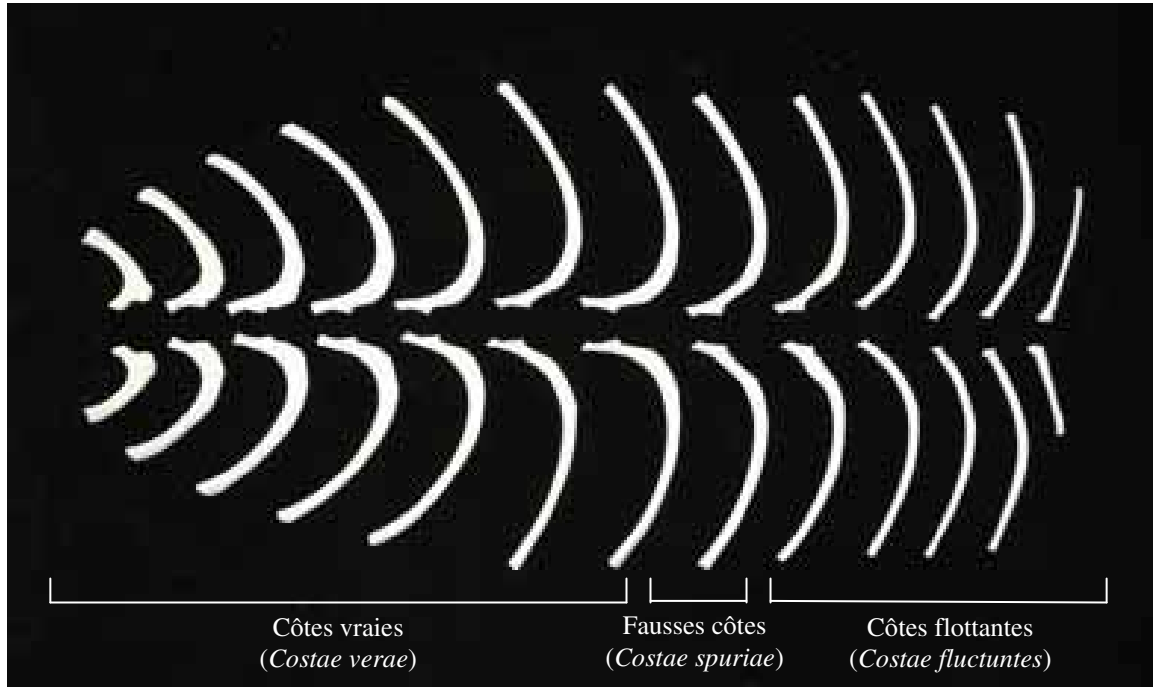 Côtes vraies
(Costae verae)
Fausses côtes
(Costae spuriae)
Côtes flottantes
(Costae fluctuntes)